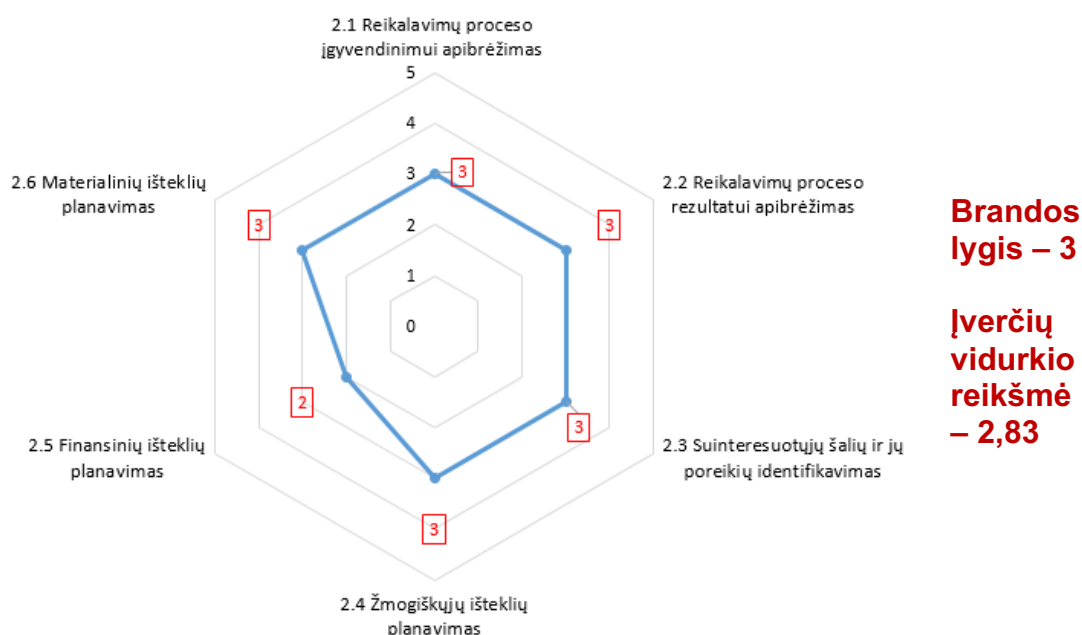 2.1 Reikalavimų proceso
įgyvendinimui apibrėžimas
5
4
3
3
2
1
0
2.2 Reikalavimų proceso
rezultatui apibrėžimas
3
2.3 Suinteresuotųjų šalių ir jų
poreikių identifikavimas
3
2.4 Žmogiškųjų išteklių
planavimas
3
2.5 Finansinių išteklių
planavimas
2
2.6 Materialinių išteklių
planavimas
3
Brandos
lygis – 3
Įverčių
vidurkio
reikšmė
– 2,83